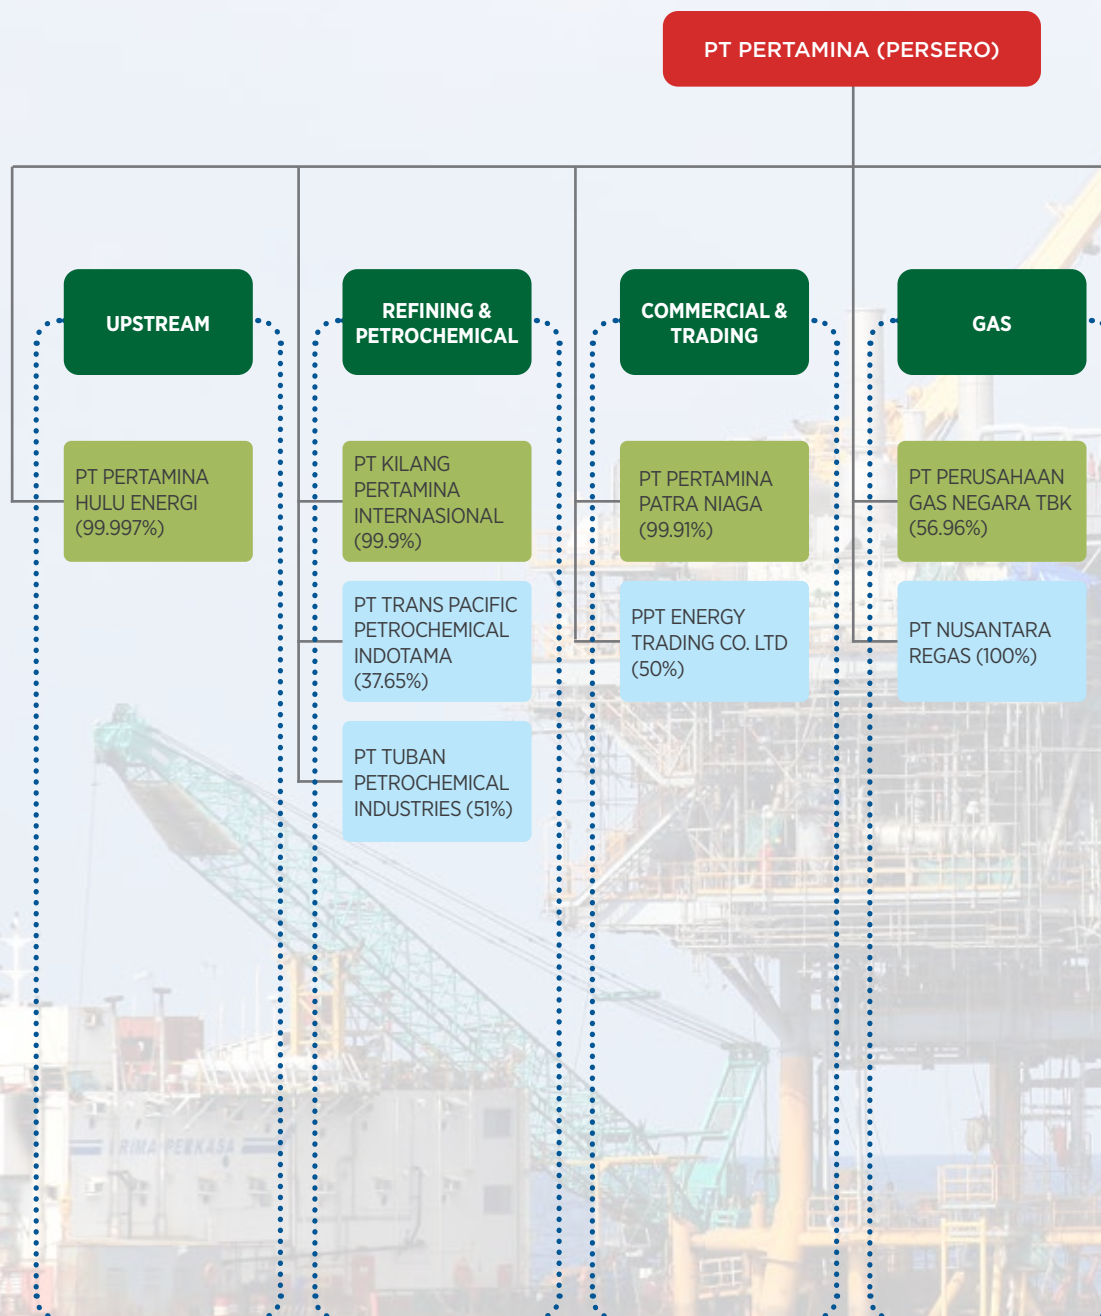 PT PERTAMINA (PERSERO)
UPSTREAM
PT PERTAMINA
HULU ENERGI
(99.997%)
REFINING &
PETROCHEMICAL
PT KILANG
PERTAMINA
INTERNASIONAL
(99.9%)
PT TRANS PACIFIC
PETROCHEMICAL
INDOTAMA
(37.65%)
PT TUBAN
PETROCHEMICAL
INDUSTRIES (51%)
COMMERCIAL &
TRADING
PT PERTAMINA
PATRA NIAGA
(99.91%)
PPT ENERGY
TRADING CO. LTD
(50%)
GAS
PT PERUSAHAAN
GAS NEGARA TBK
(56.96%)
PT NUSANTARA
REGAS (100%)